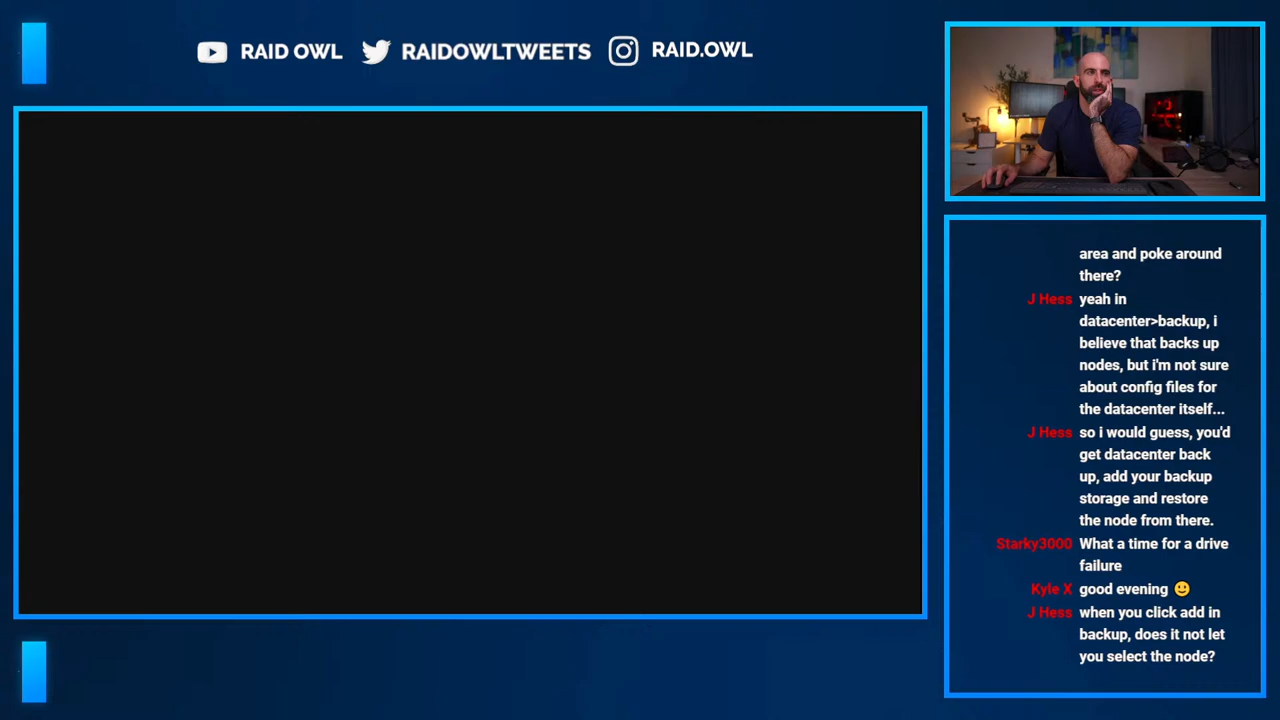 RAID OWL RAIDOWLTWEETS RAID.OWL
area and poke around
there?
J Hess yeah in
datacenter>backup, i
believe that backs up
nodes, but i'm not sure
about config files for
the datacenter itself...
J Hess so i would guess, you'd
get datacenter back
up, add your backup
storage and restore
the node from there.
Starky3000 What a time for a drive
failure
Kyle X good evening 🙂
J Hess when you click add in
backup, does it not let
you select the node?